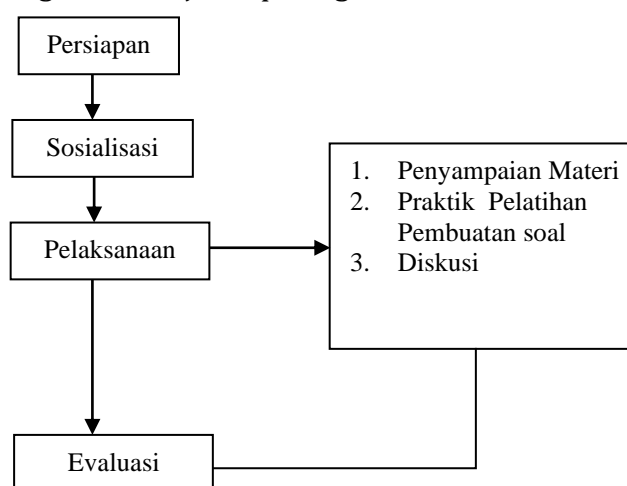 Persiapan
Sosialisasi
Pelaksanaan
1. Penyampaian Materi
2. Praktik Pelatihan
Pembuatan soal
3. Diskusi
Evaluasi